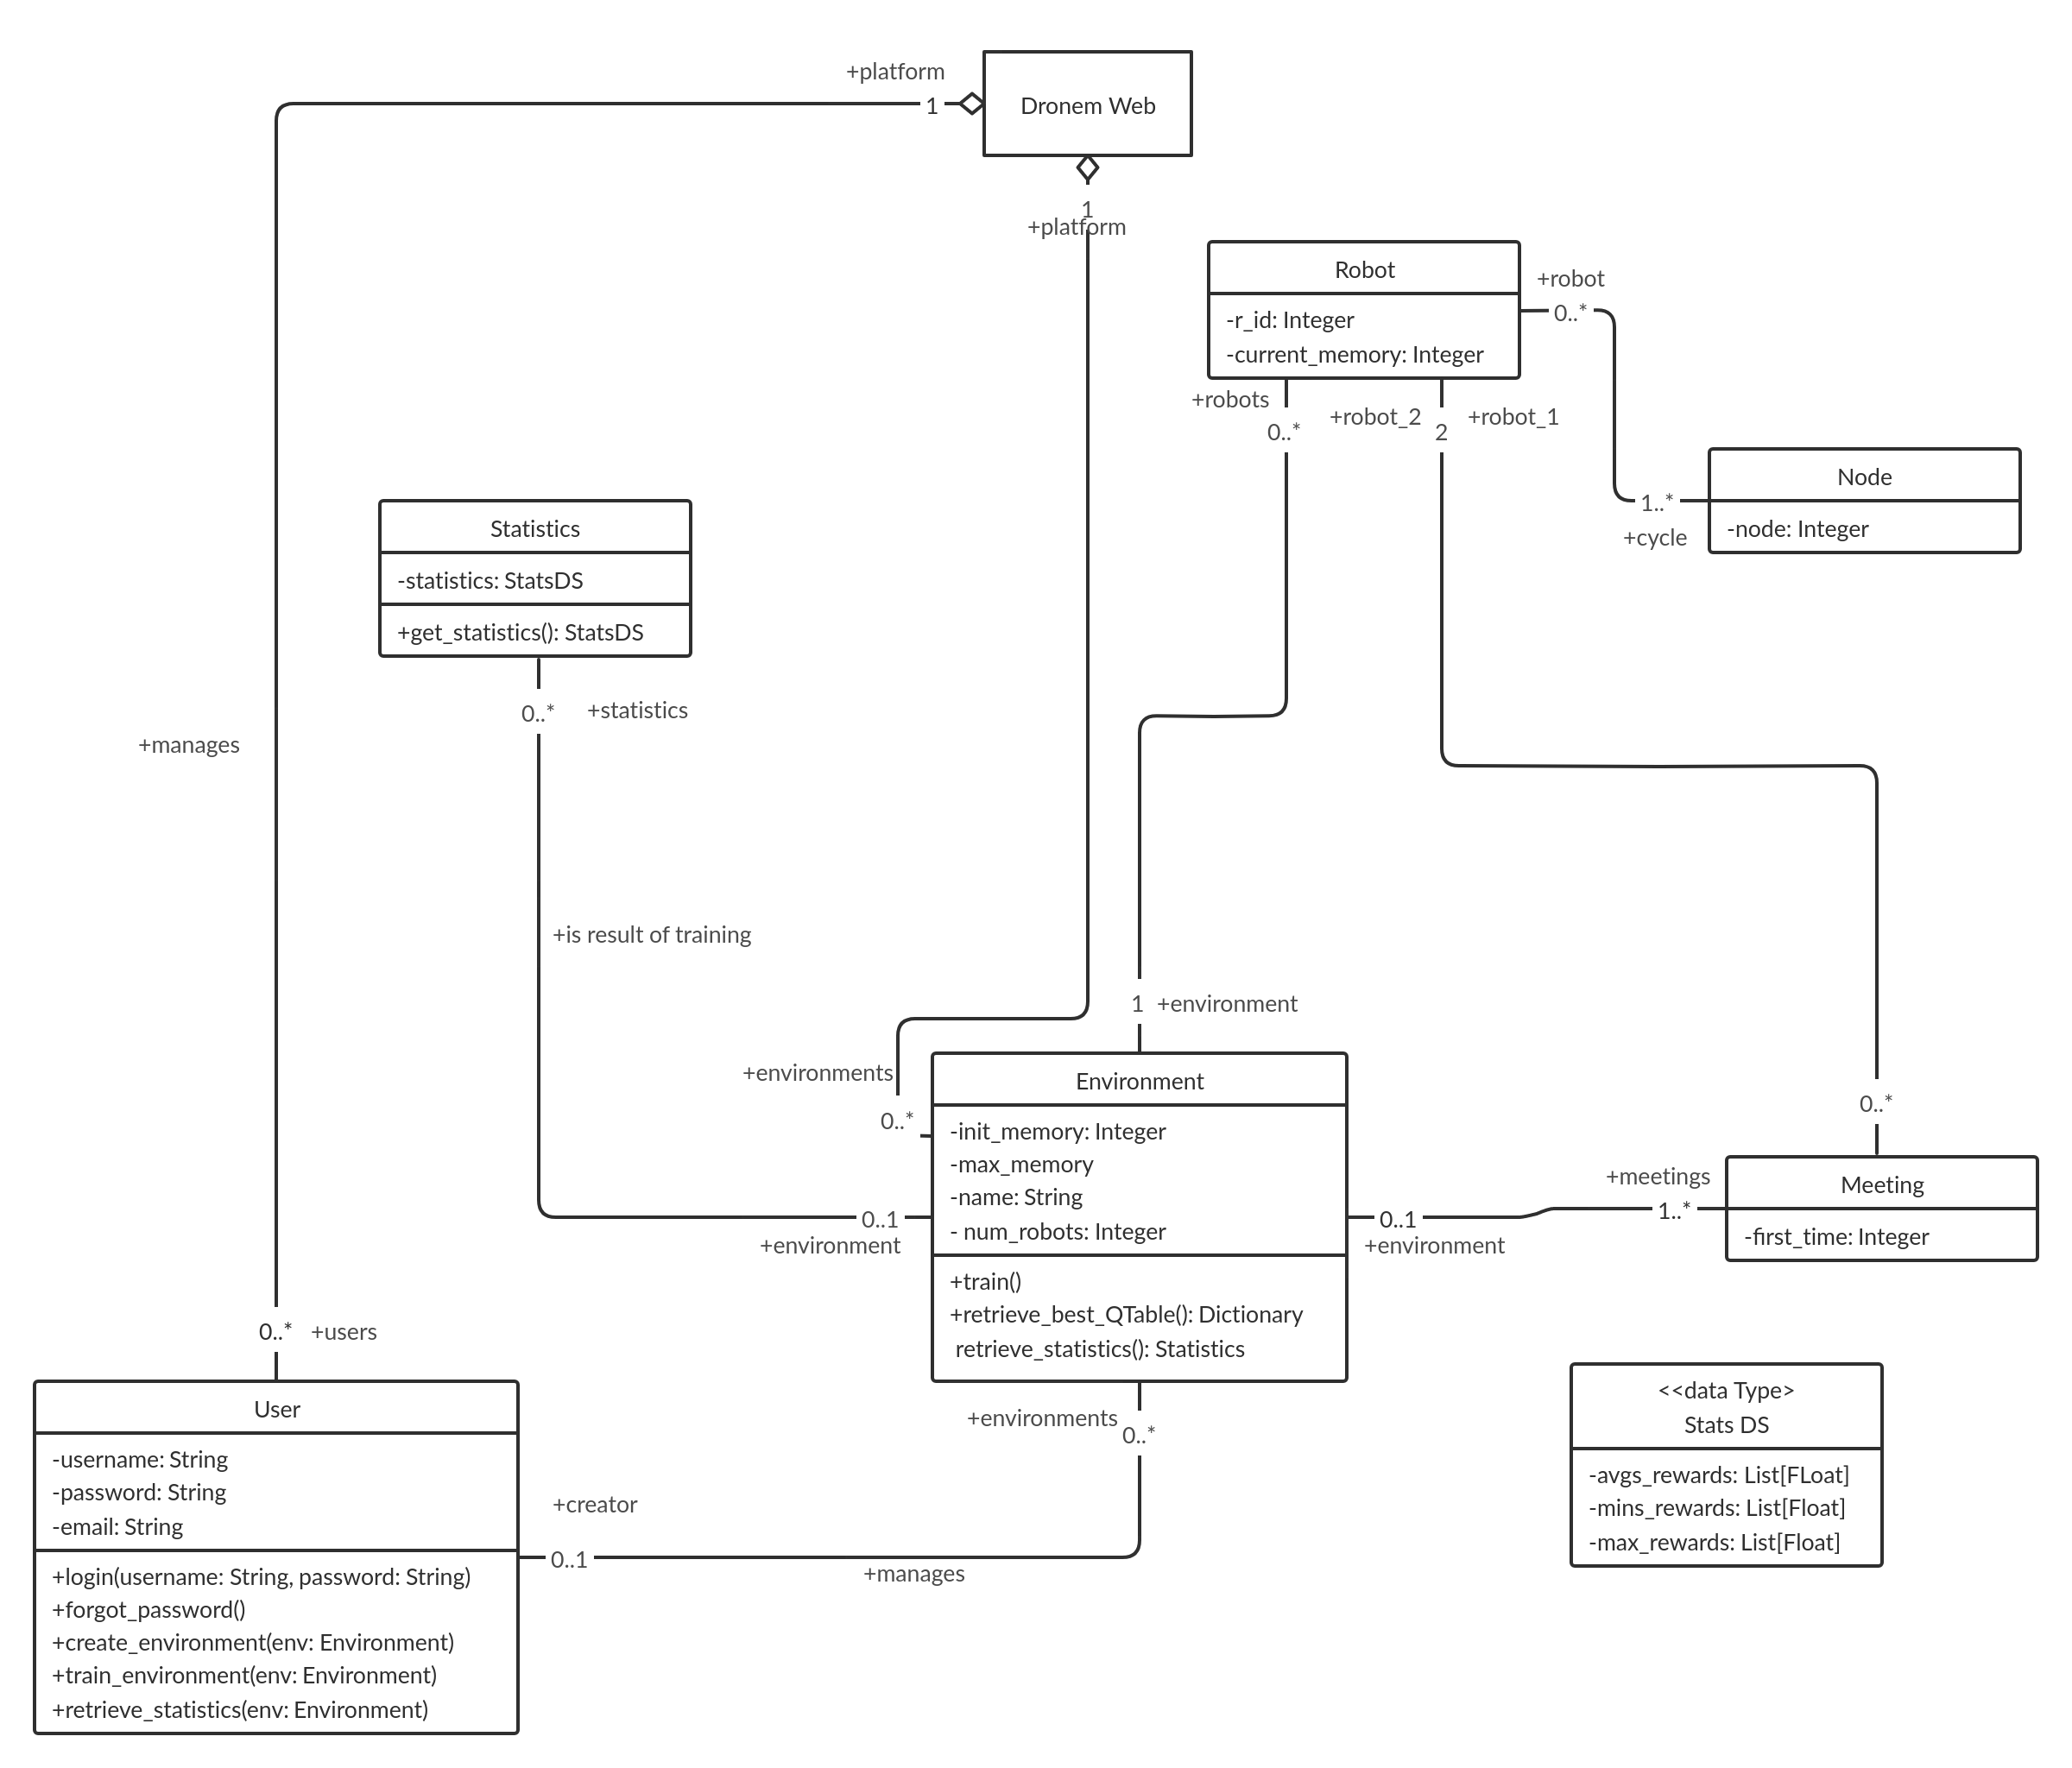 +platform
1
Dronem Web
1
+platform
Robot
-r_id: Integer
-current_memory: Integer
+robot
0..*
+robots
0..*
+robot_2
2
+robot_1
Node
-node: Integer
1..*
+cycle
Statistics
-statistics: StatsDS
+get_statistics(): StatsDS
0..*
+statistics
+manages
+is result of training
1
+environment
+environments
0..*
Environment
-init_memory: Integer
-max_memory
-name: String
- num_robots: Integer
+train()
+retrieve_best_QTable(): Dictionary
retrieve_statistics(): Statistics
0..1
+environment
0..1
+environment
0..*
+meetings
1..*
Meeting
-first_time: Integer
0..*
+users
User
-username: String
-password: String
-email: String
+login(username: String, password: String)
+forgot_password()
+create_environment(env: Environment)
+train_environment(env: Environment)
+retrieve_statistics(env: Environment)
+environments
0..*
+creator
0..1
+manages
<<data Type>
Stats DS
-avgs_rewards: List[FLoat]
-mins_rewards: List[Float]
-max_rewards: List[Float]